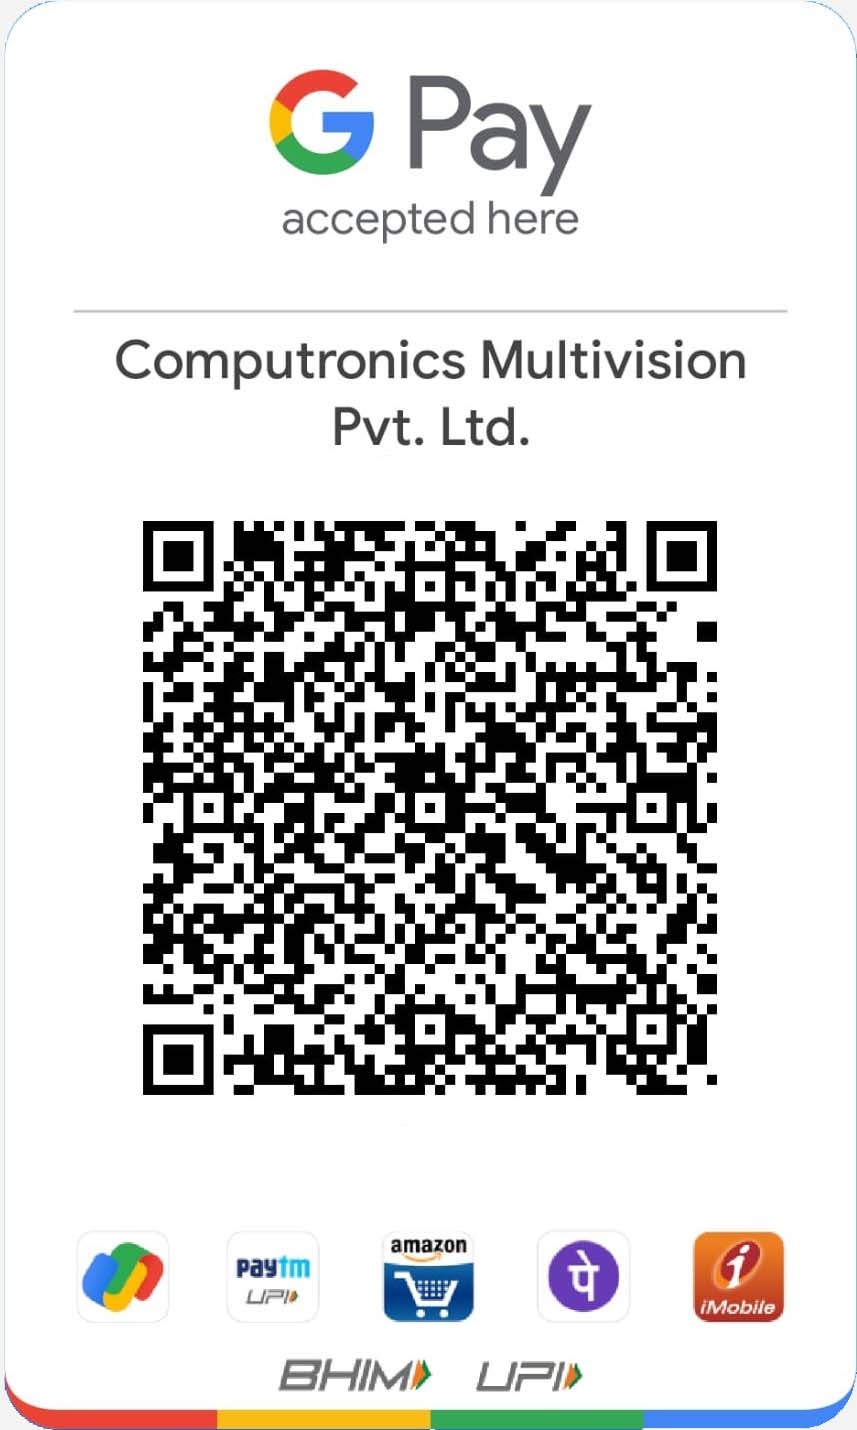 G Pay
accepted here
Computronics Multivision
Pvt. Ltd.
paytm
UPI
amazon
पे
i
iMobile
BHIM UPI